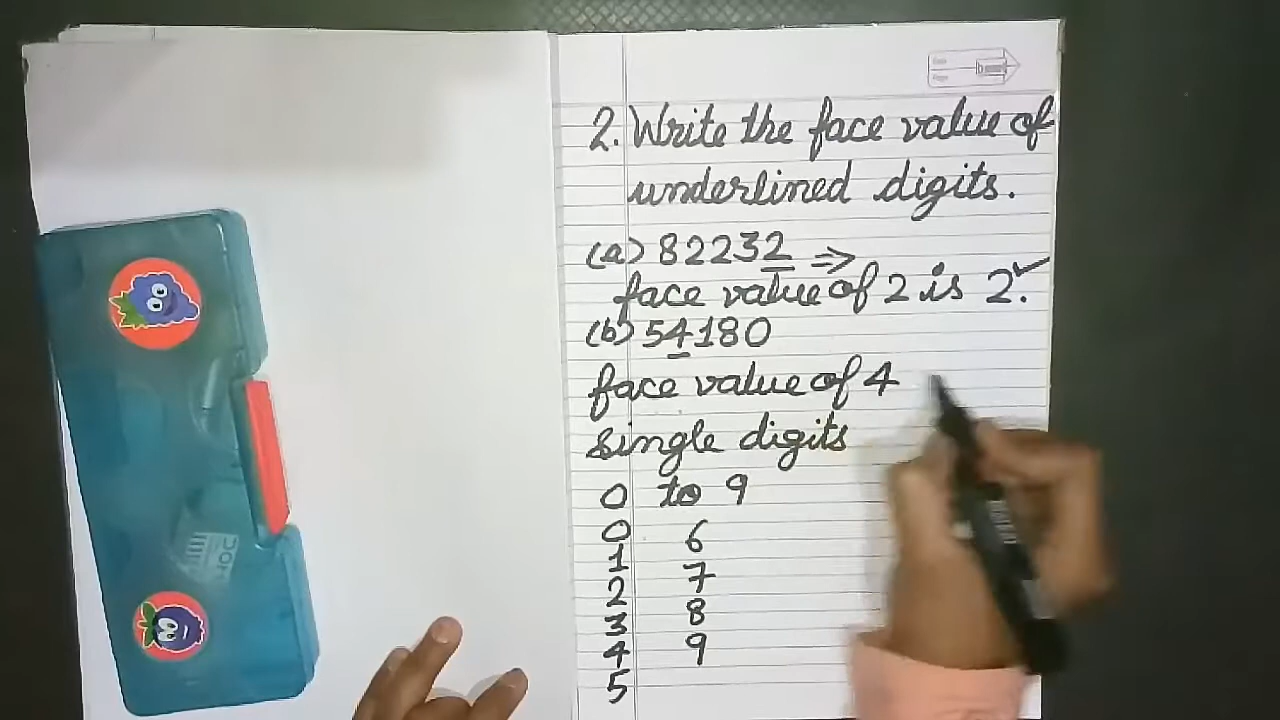 2. Write the face value of
underlined digits.
(a) 82232 ⇒
face value of 2 is 2. ✓
(b) 54180
face value of 4
single digits
0 to 9
0 6
1 7
2 8
3 9
4
5